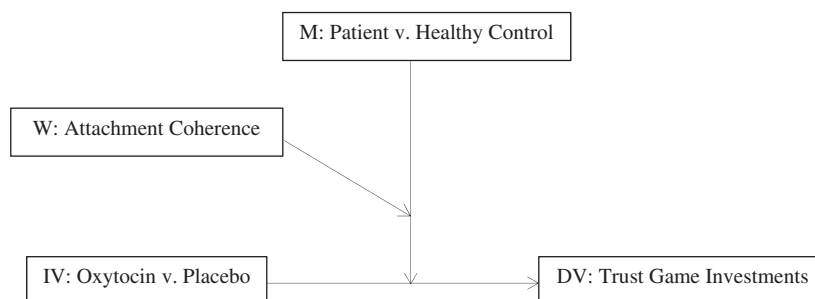 M: Patient v. Healthy Control
W: Attachment Coherence
IV: Oxytocin v. Placebo
DV: Trust Game Investments